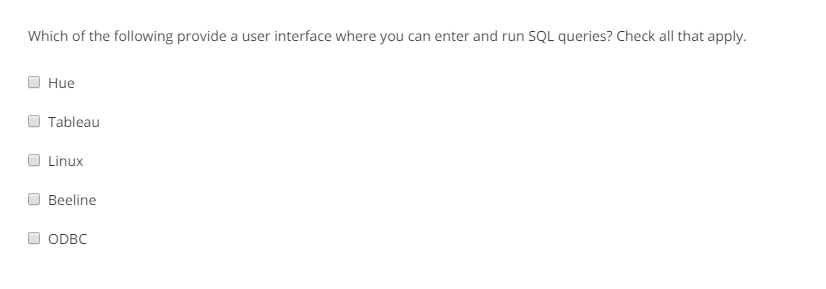 Which of the following provide a user interface where you can enter and run SQL queries? Check all that apply.
Hue
Tableau
Linux
Beeline
ODBC